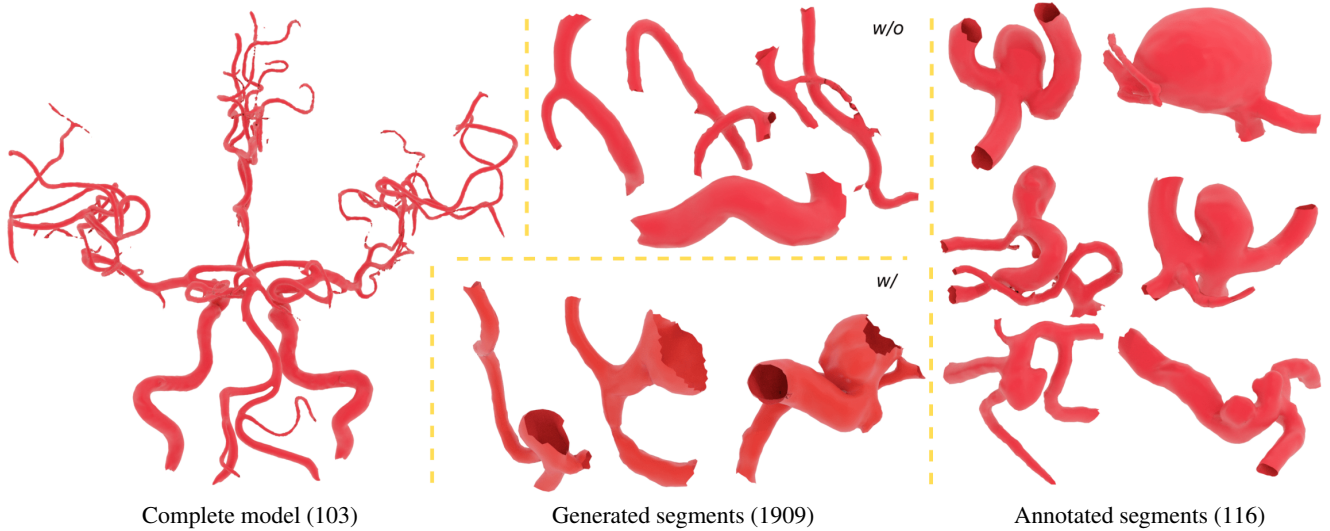 w/o
w/
Complete model (103)
Generated segments (1909)
Annotated segments (116)